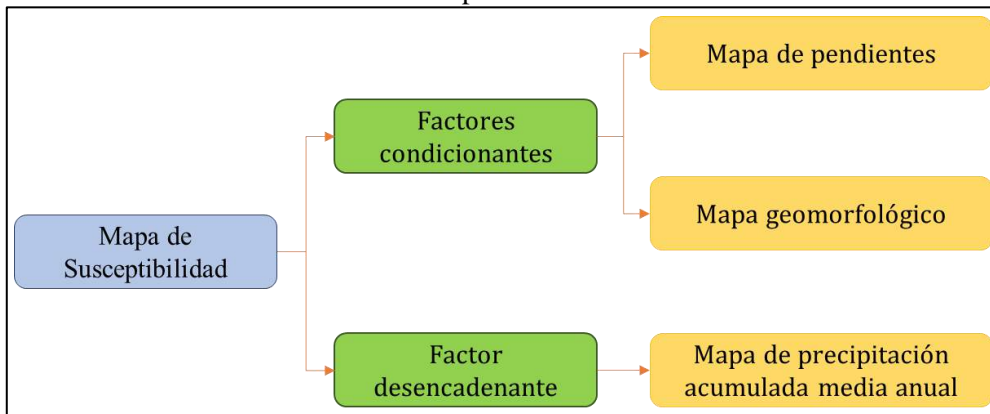 Mapa de pendientes
Factores
condicionantes
Mapa geomorfológico
Mapa de
Susceptibilidad
Factor
desencadenante
Mapa de precipitación
acumulada media anual